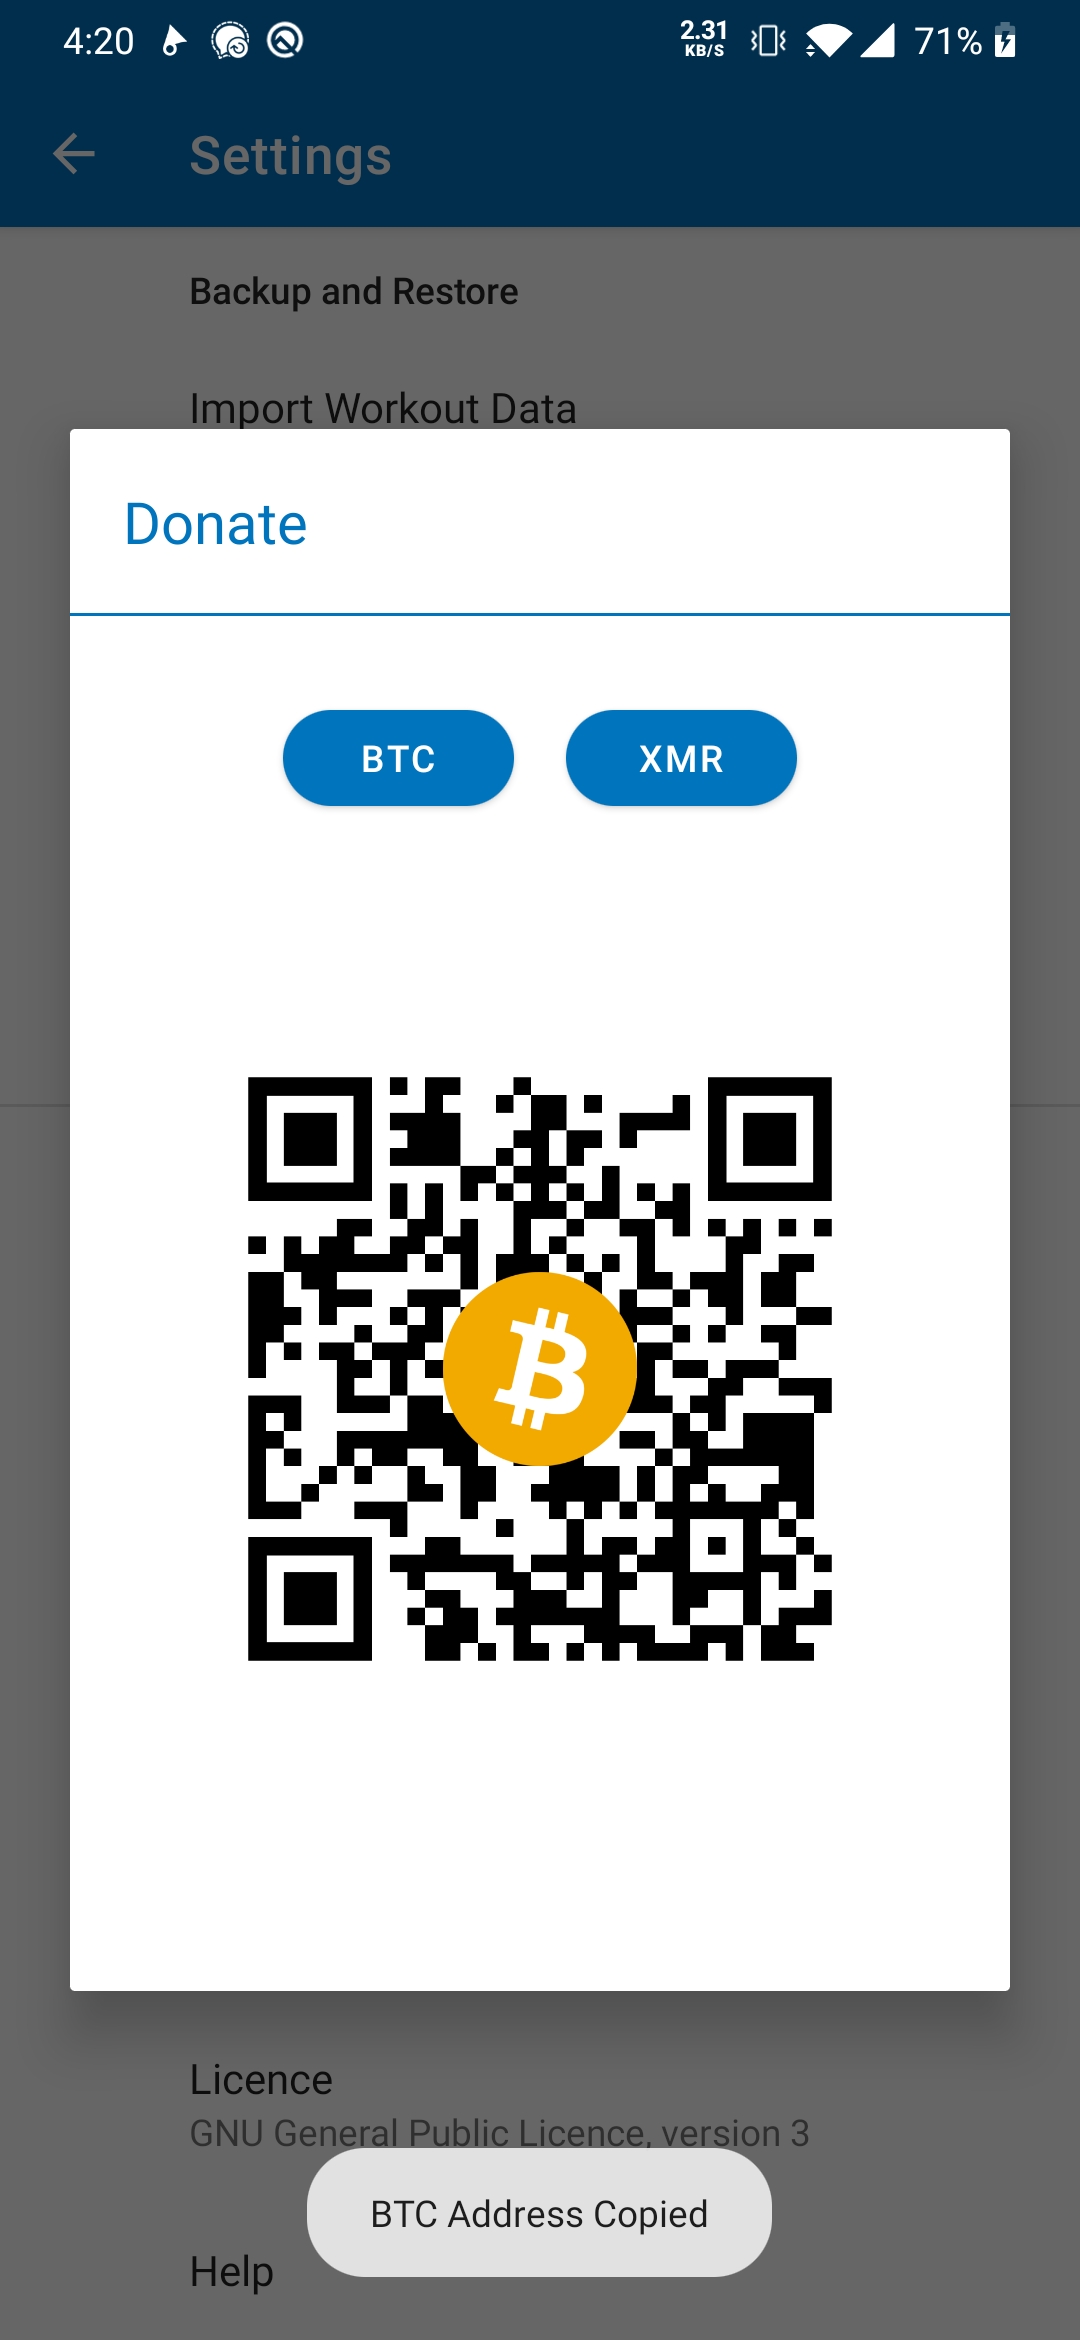 4:20
2.31
KB/S
71%
Settings
Backup and Restore
Import Workout Data
Donate
BTC
XMR
Licence
GNU General Public Licence, version 3
BTC Address Copied
Help